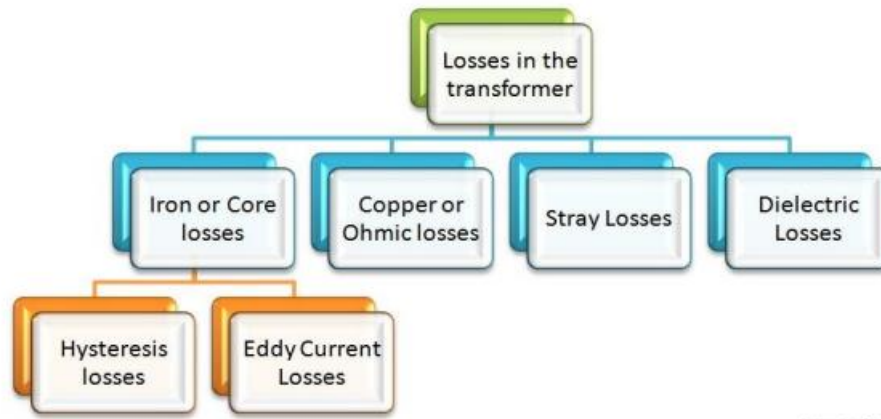 Losses in the
transformer
Iron or Core
losses
Copper or
Ohmic losses
Stray Losses
Dielectric
Losses
Hysteresis
losses
Eddy Current
Losses